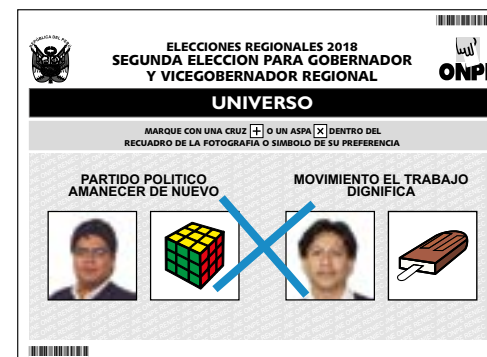 ELECCIONES REGIONALES 2018
SEGUNDA ELECCION PARA GOBERNADOR
Y VICEGOBERNADOR REGIONAL
ONPE
UNIVERSO
MARQUE CON UNA CRUZ + O UN ASPA X DENTRO DEL
RECUADRO DE LA FOTOGRAFIA O SIMBOLO DE SU PREFERENCIA
PARTIDO POLITICO
AMANECER DE NUEVO
MOVIMIENTO EL TRABAJO
DIGNIFICA